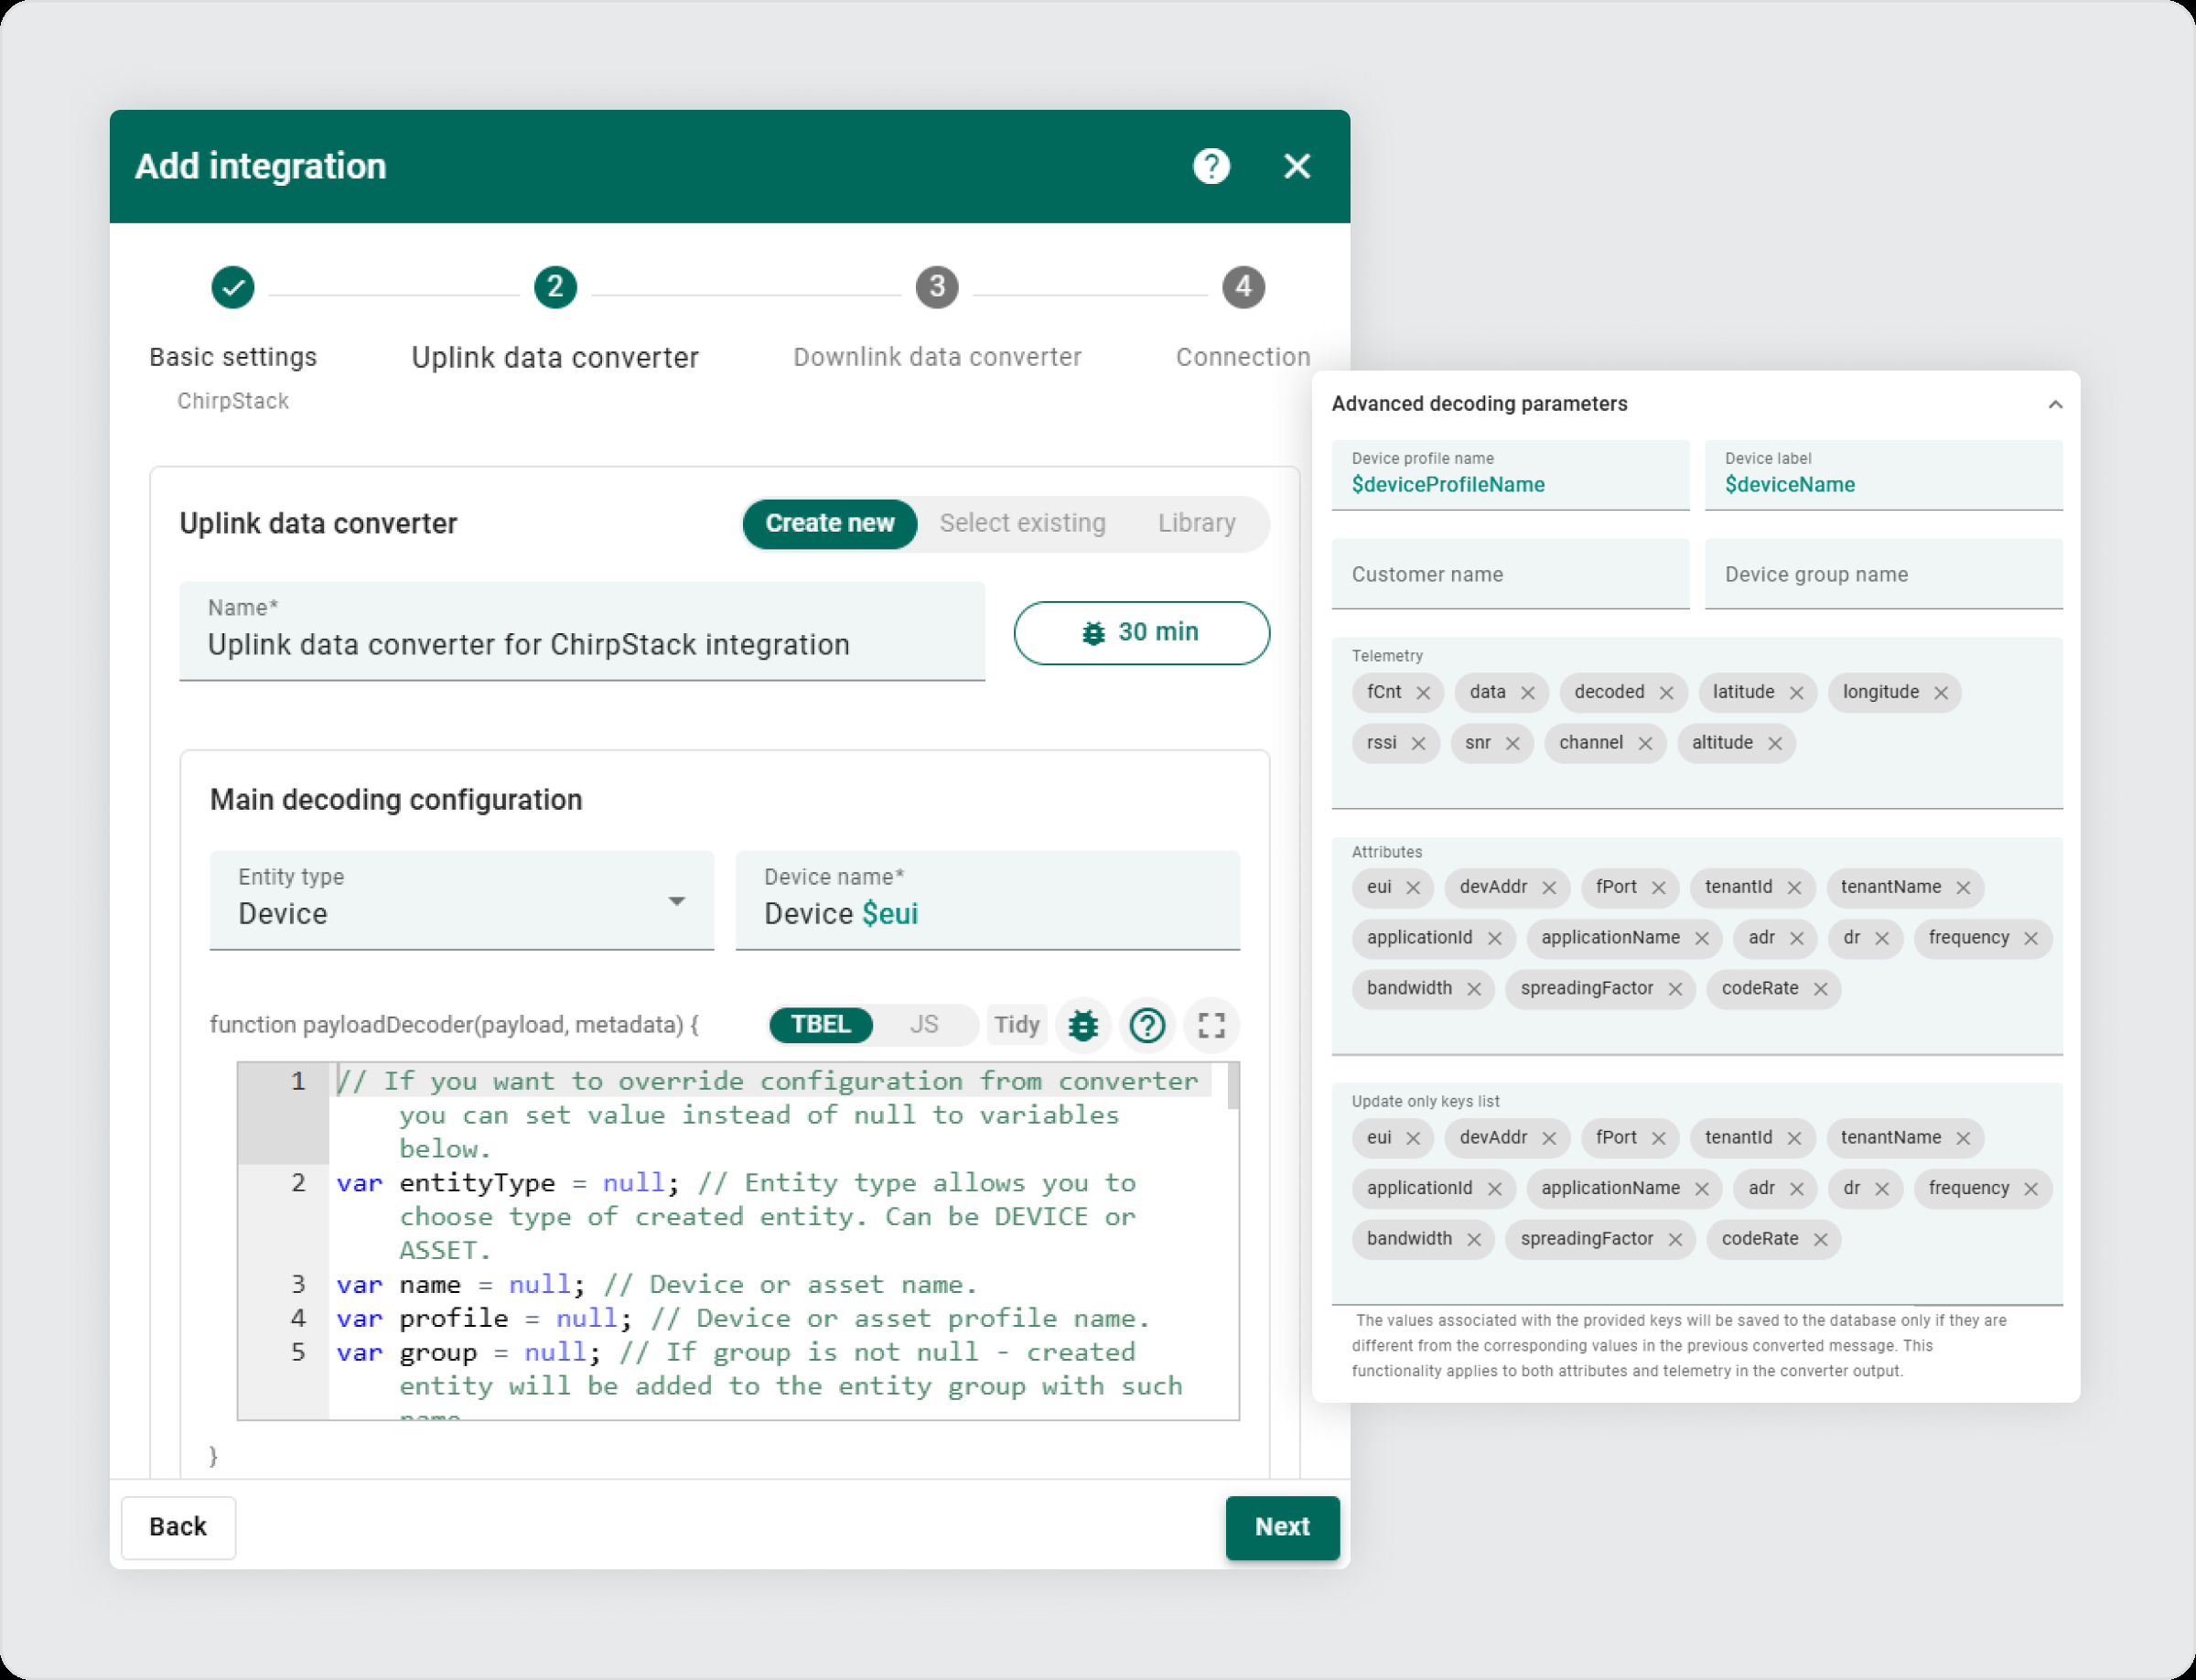 Add integration
?
2
3
4
Basic settings
Uplink data converter
Downlink data converter
Connection
ChirpStack
Uplink data converter
Create new
Select existing
Library
Name*
Uplink data converter for ChirpStack integration
30 min
Main decoding configuration
Entity type
Device
Device name*
Device $eui
function payloadDecoder(payload, metadata) {
TBEL
JS
Tidy
?
1 // If you want to override configuration from converter
you can set value instead of null to variables
below.
2 var entityType = null; // Entity type allows you to
choose type of created entity. Can be DEVICE or
ASSET.
3 var name = null; // Device or asset name.
4 var profile = null; // Device or asset profile name.
5 var group = null; // If group is not null - created
entity will be added to the entity group with such
}
Back
Next
Advanced decoding parameters
Device profile name
$deviceProfileName
Device label
$deviceName
Customer name
Device group name
Telemetry
fCnt data decoded latitude longitude
rssi snr channel altitude
Attributes
eui devAddr fPort tenantId tenantName
applicationId applicationName adr dr frequency
bandwidth spreadingFactor codeRate
Update only keys list
eui devAddr fPort tenantId tenantName
applicationId applicationName adr dr frequency
bandwidth spreadingFactor codeRate
The values associated with the provided keys will be saved to the database only if they are
different from the corresponding values in the previous converted message. This
functionality applies to both attributes and telemetry in the converter output.